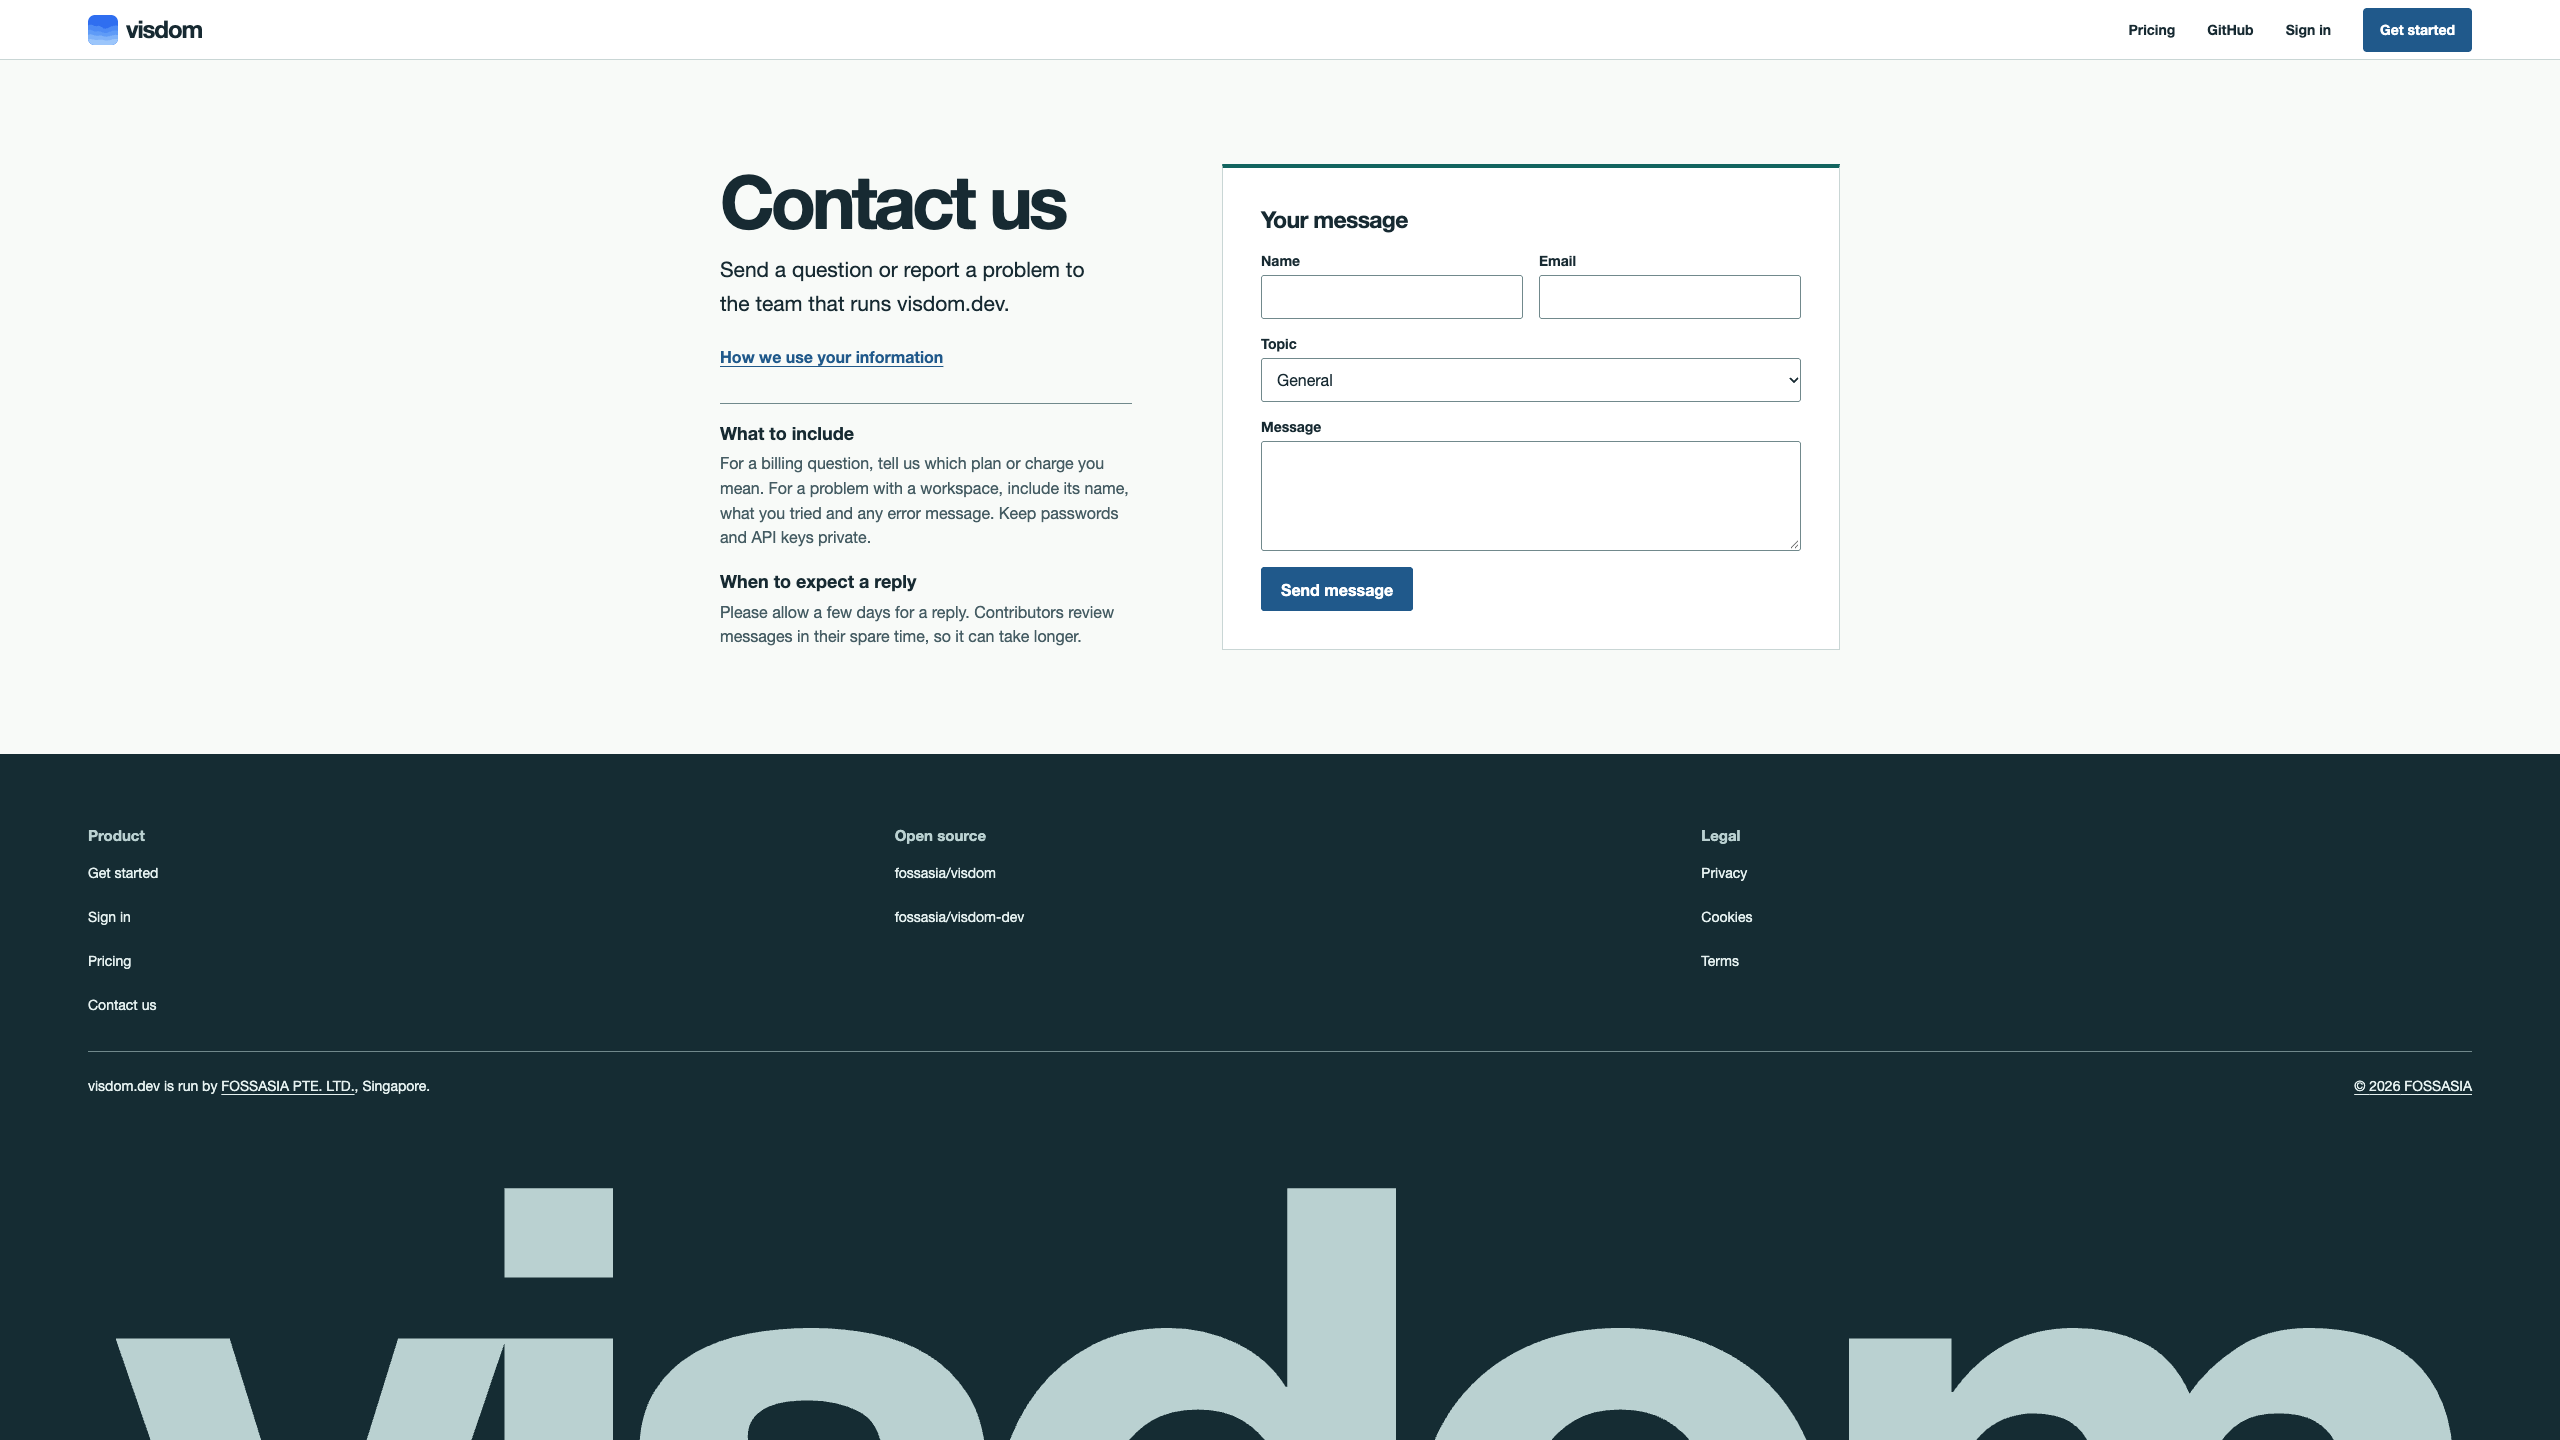 visdom
Pricing
GitHub
Sign in
Get started
Contact us
Send a question or report a problem to
the team that runs visdom.dev.
How we use your information
What to include
For a billing question, tell us which plan or charge you
mean. For a problem with a workspace, include its name,
what you tried and any error message. Keep passwords
and API keys private.
When to expect a reply
Please allow a few days for a reply. Contributors review
messages in their spare time, so it can take longer.
Your message
Name
Email
Topic
General
Message
Send message
Product
Get started
Sign in
Pricing
Contact us
Open source
fossasia/visdom
fossasia/visdom-dev
Legal
Privacy
Cookies
Terms
visdom.dev is run by FOSSASIA PTE. LTD., Singapore.
© 2026 FOSSASIA
visdom